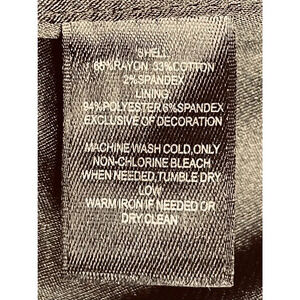 SHELL
65%RAYON 33%COTTON
2%SPANDEX
LINING
94%POLYESTER,6%SPANDEX
EXCLUSIVE OF DECORATION
MACHINE WASH COLD,ONLY
NON-CHLORINE BLEACH
WHEN NEEDED,TUMBLE DRY
LOW
WARM IRON IF NEEDED OR
DRY CLEAN